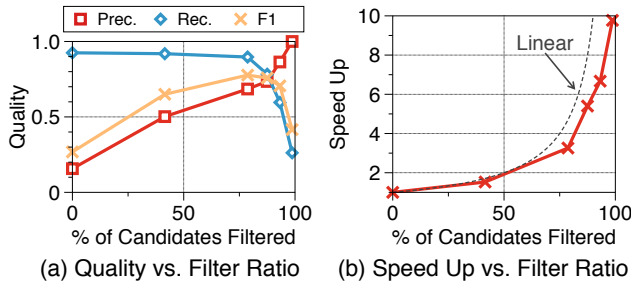 Prec. Rec. F1
1.0
0.5
0
Quality
0 50 100
% of Candidates Filtered
(a) Quality vs. Filter Ratio
10
8
6
4
2
Speed Up
Linear
0 50 100
% of Candidates Filtered
(b) Speed Up vs. Filter Ratio